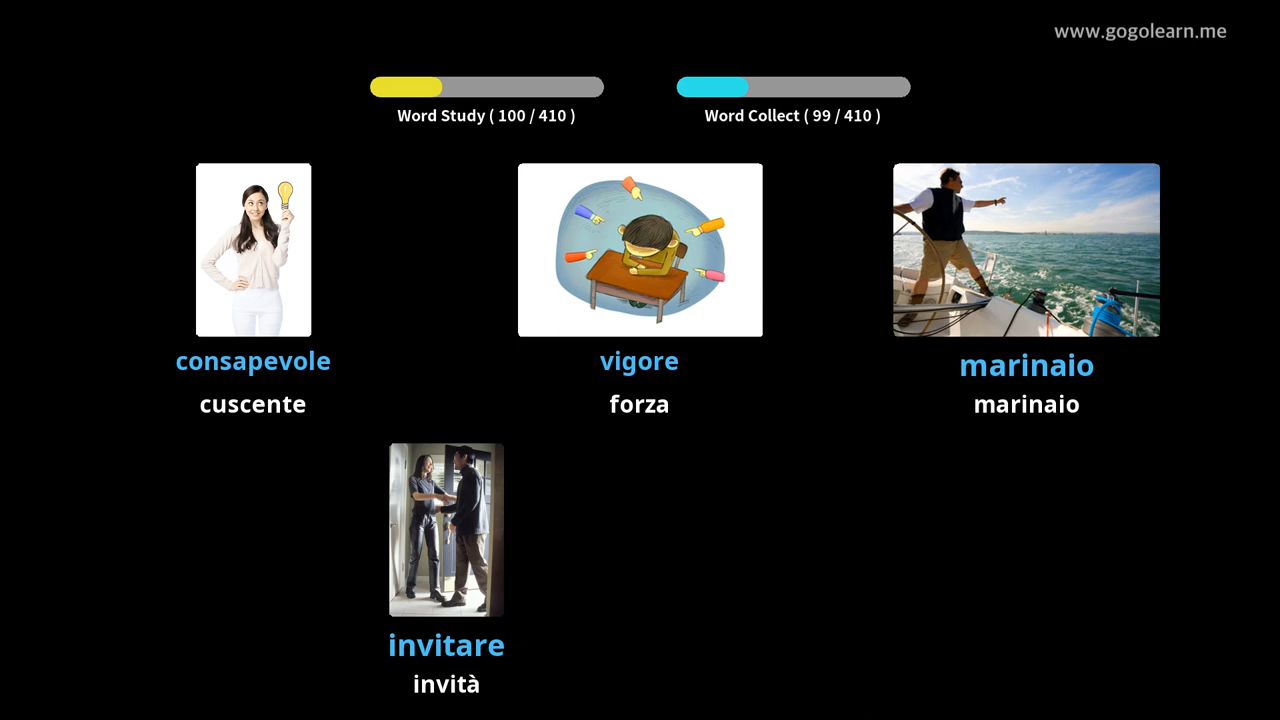 www.gogolearn.me
Word Study ( 100 / 410 )
Word Collect ( 99 / 410 )
consapevole
cuscente
vigore
forza
marinaio
marinaio
invitare
invità